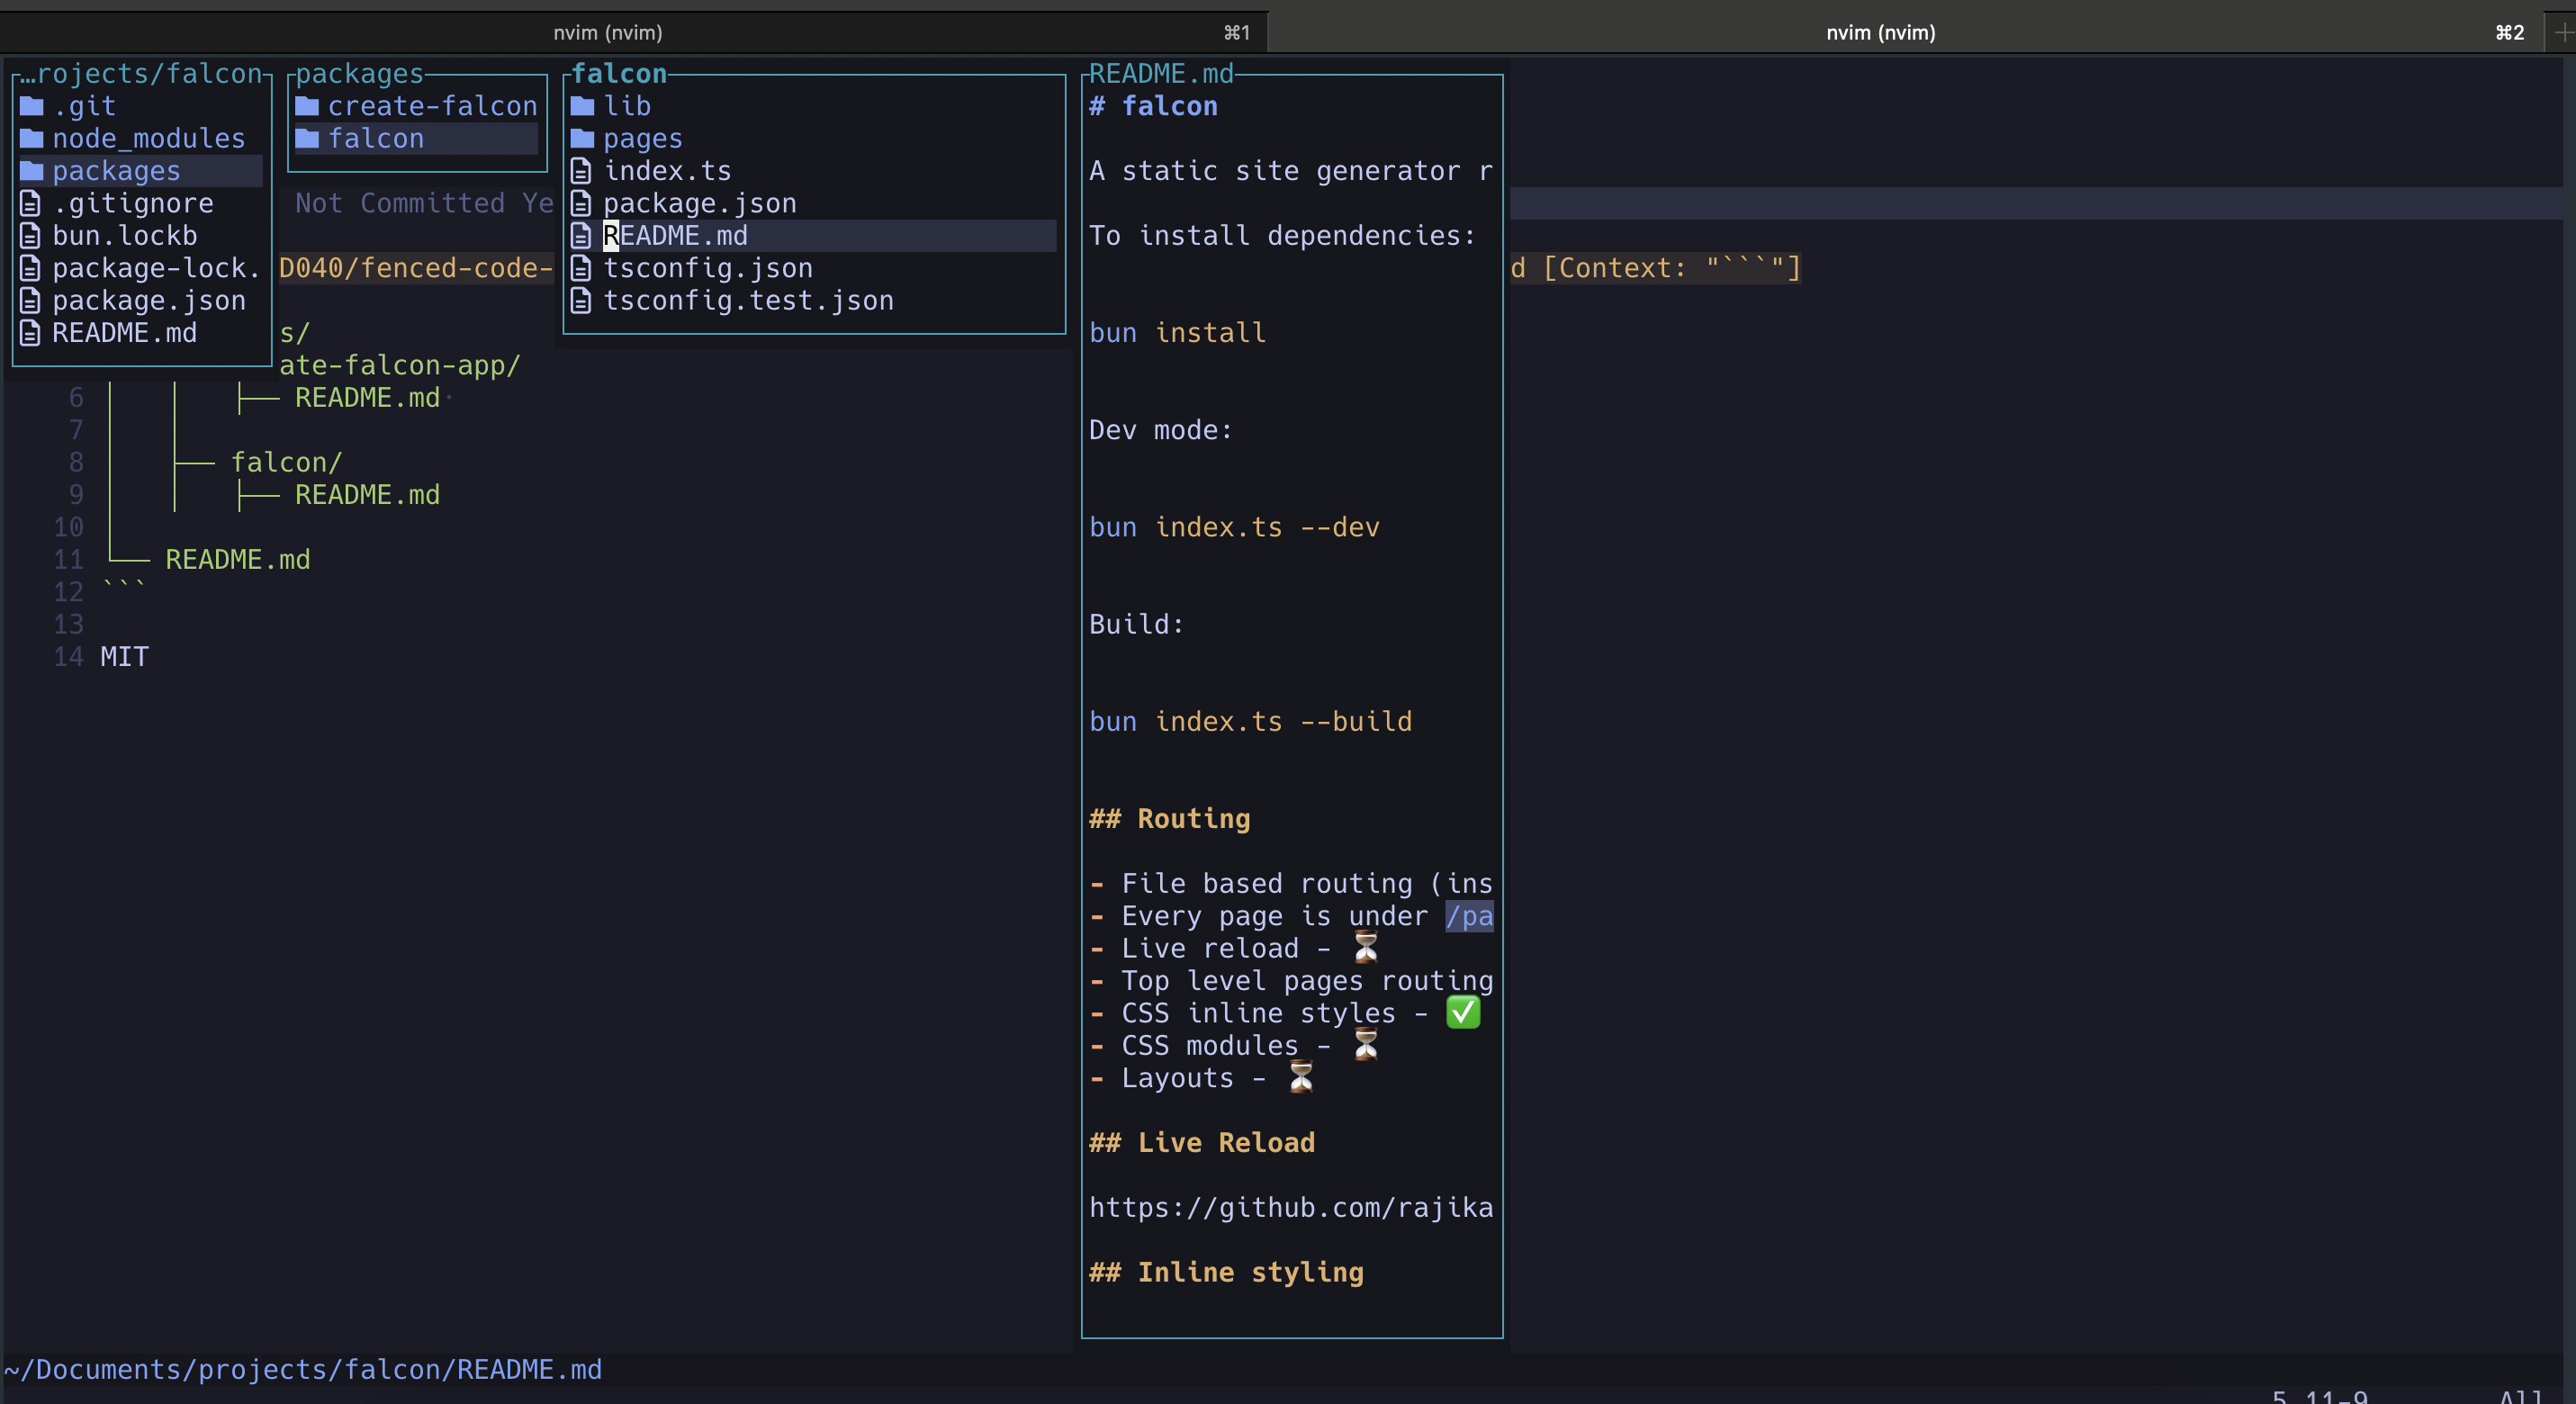 nvim (nvim)
⌘1
nvim (nvim)
⌘2
…rojects/falcon
.git
node_modules
packages
.gitignore
bun.lockb
package-lock.
package.json
README.md
packages
create-falcon
falcon
falcon
lib
pages
index.ts
package.json
README.md
tsconfig.json
tsconfig.test.json
README.md
# falcon
A static site generator r
To install dependencies:
bun install
Dev mode:
bun index.ts --dev
Build:
bun index.ts --build
## Routing
- File based routing (ins
- Every page is under /pa
- Live reload - ⏳
- Top level pages routing
- CSS inline styles - ✅
- CSS modules - ⏳
- Layouts - ⏳
## Live Reload
https://github.com/rajika
## Inline styling
Not Committed Ye
D040/fenced-code-
d [Context: "```"]
s/
ate-falcon-app/
6 │   │   ├── README.md·
7 │   │
8 │   ├── falcon/
9 │   │   ├── README.md
10 │
11 └── README.md
12 ```
13
14 MIT
~/Documents/projects/falcon/README.md
5,11-9 All